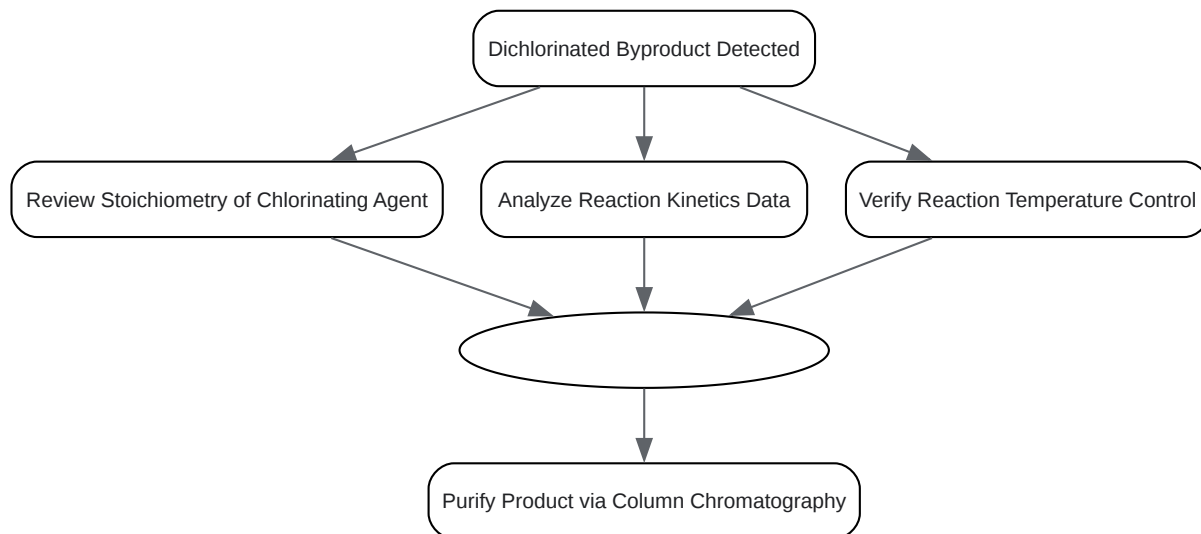 Dichlorinated Byproduct Detected
Review Stoichiometry of Chlorinating Agent
Analyze Reaction Kinetics Data
Verify Reaction Temperature Control
Purify Product via Column Chromatography